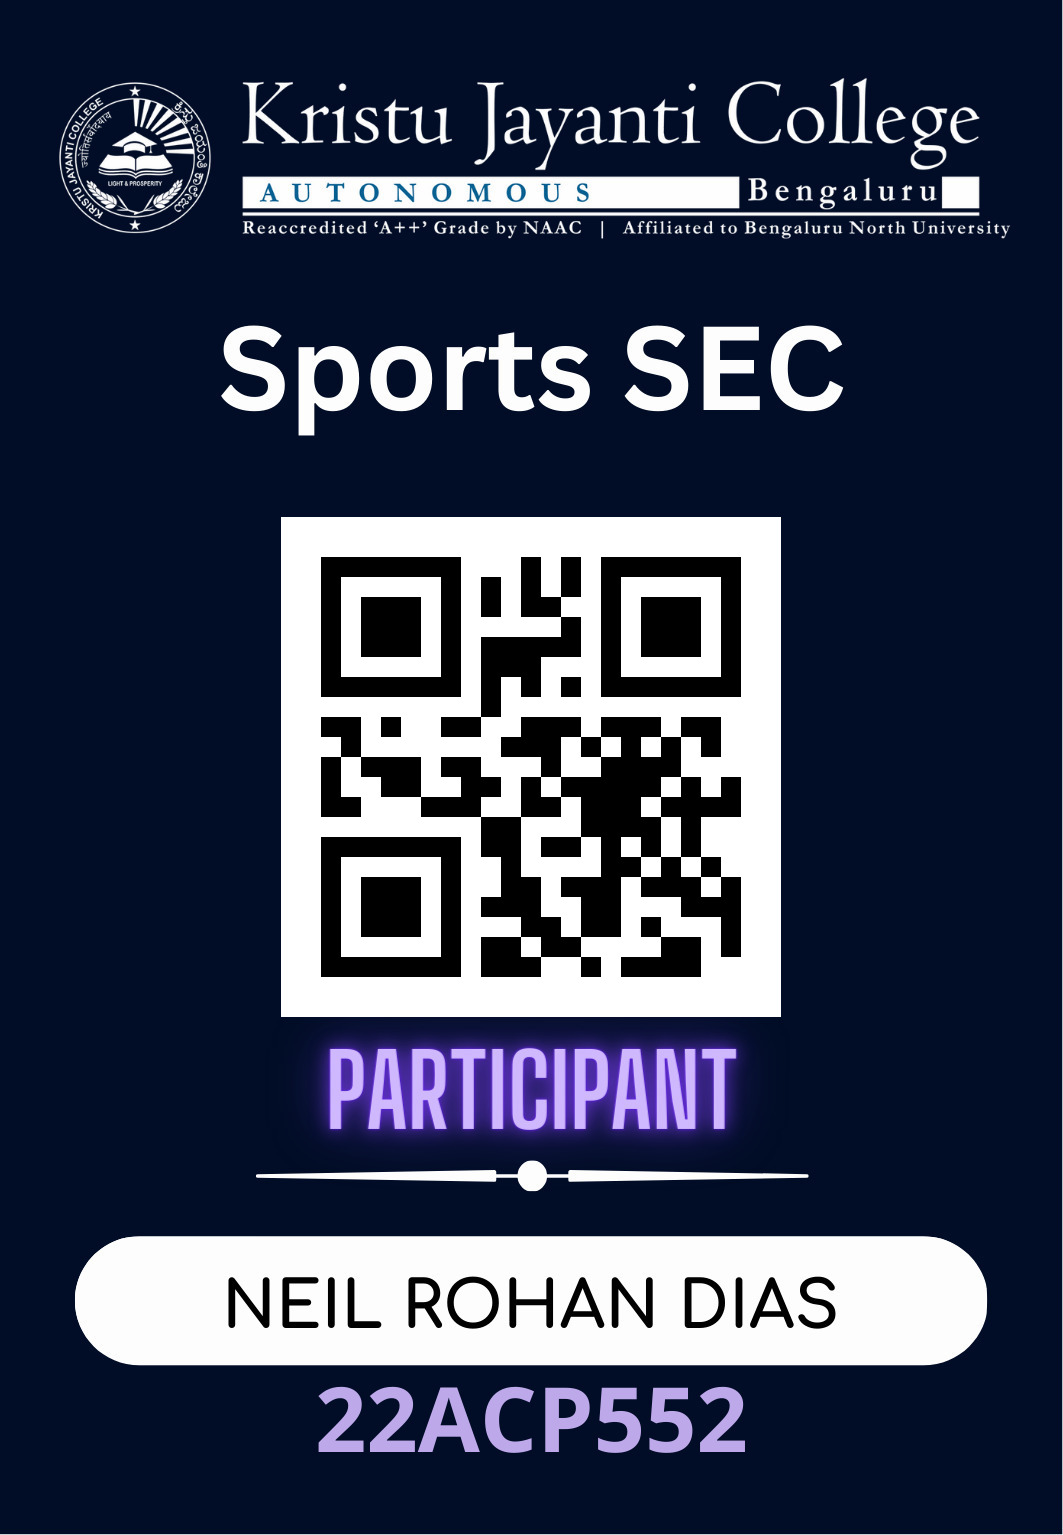 KRISTU JAYANTI COLLEGE
ಕ್ರಿಸ್ತು ಜಯಂತಿ ಕಾಲೇಜು
LIGHT & PROSPERITY
Kristu Jayanti College
AUTONOMOUS Bengaluru
Reaccredited ‘A++’ Grade by NAAC | Affiliated to Bengaluru North University
Sports SEC
PARTICIPANT
NEIL ROHAN DIAS
22ACP552